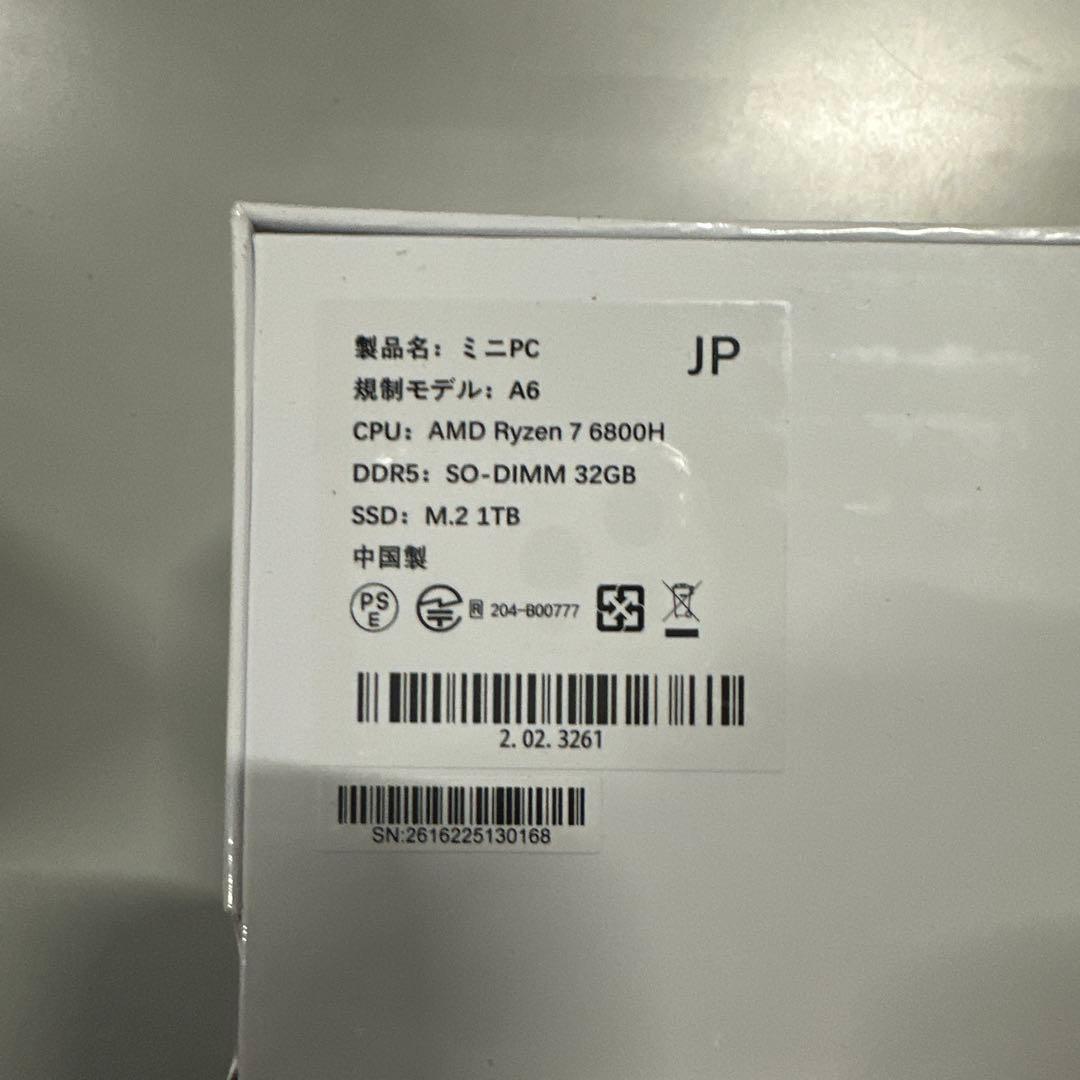 製品名：ミニPC
JP
規制モデル：A6
CPU：AMD Ryzen 7 6800H
DDR5：SO-DIMM 32GB
SSD：M.2 1TB
中国製
PS
E
R 204-B00777
2. 02. 3261
SN:2616225130168